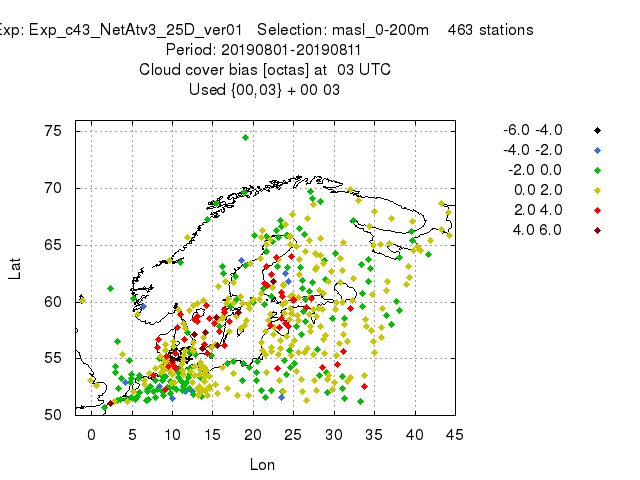 Exp: Exp_c43_NetAtv3_25D_ver01 Selection: masl_0-200m 463 stations
Period: 20190801-20190811
Cloud cover bias [octas] at 03 UTC
Used {00,03} + 00 03
-6.0 -4.0
-4.0 -2.0
-2.0 0.0
0.0 2.0
2.0 4.0
4.0 6.0
75
70
65
60
55
50
Lat
0 5 10 15 20 25 30 35 40 45
Lon